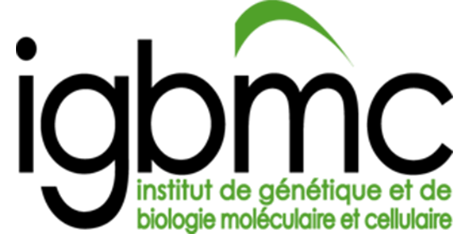 igbmc
institut de génétique et de
biologie moléculaire et cellulaire